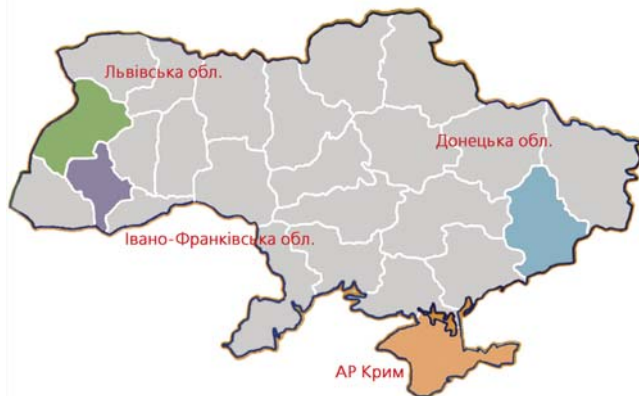 Львівська обл.
Донецька обл.
Івано-Франківська обл.
АР Крим